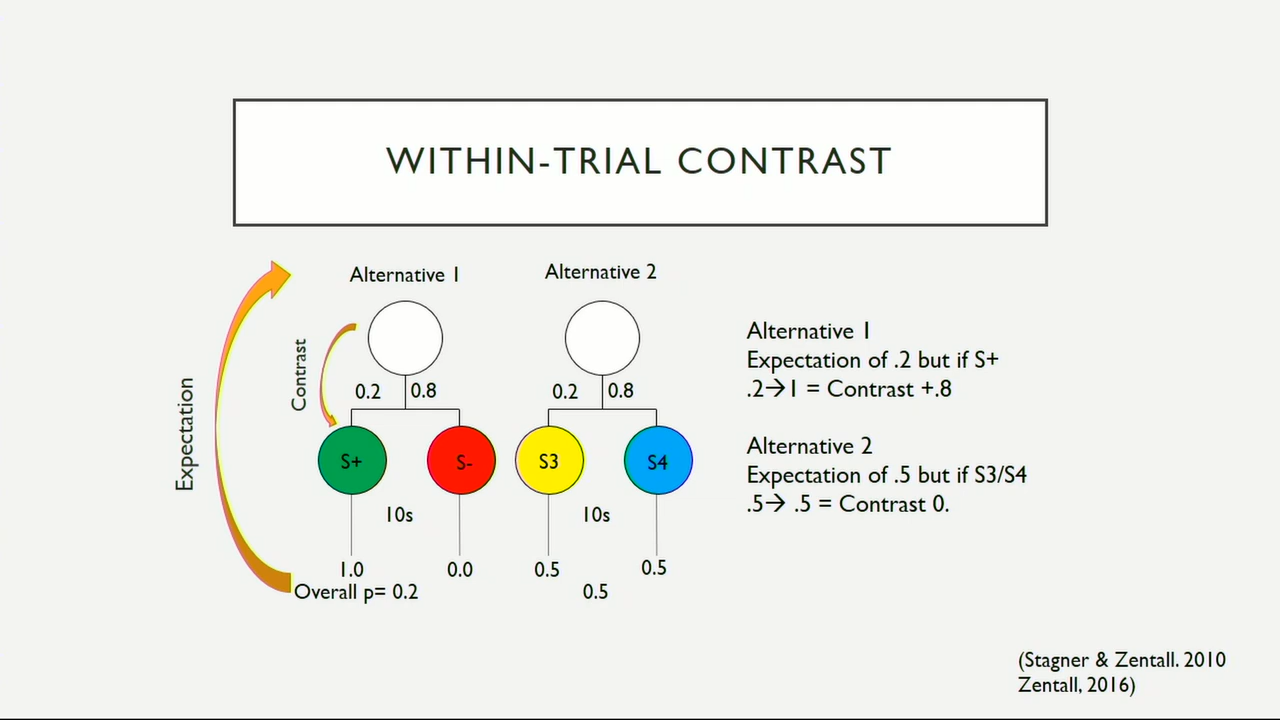 WITHIN-TRIAL CONTRAST
Alternative 1
Alternative 2
Expectation
Contrast
0.2
0.8
0.2
0.8
S+
S-
S3
S4
10s
10s
1.0
0.0
0.5
0.5
Overall p= 0.2
0.5
Alternative 1
Expectation of .2 but if S+
.2→1 = Contrast +.8
Alternative 2
Expectation of .5 but if S3/S4
.5→ .5 = Contrast 0.
(Stagner & Zentall. 2010
Zentall, 2016)